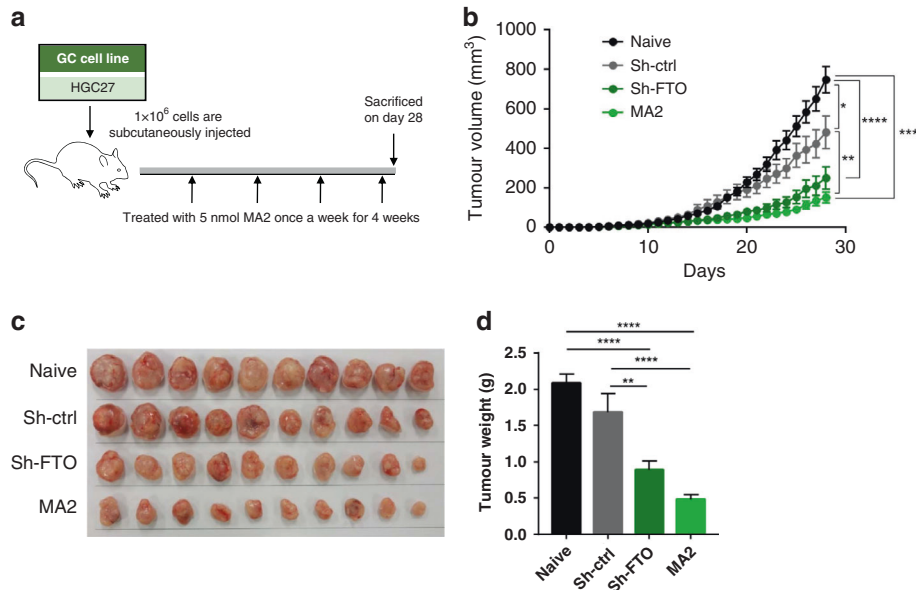 a
GC cell line
HGC27
1×10⁶ cells are
subcutaneously injected
Sacrificed
on day 28
Treated with 5 nmol MA2 once a week for 4 weeks
b
Tumour volume (mm³)
1000
800
600
400
200
0
0
10
20
30
Days
Naive
Sh-ctrl
Sh-FTO
MA2
*
**
****
***
c
Naive
Sh-ctrl
Sh-FTO
MA2
d
****
****
****
**
Tumour weight (g)
2.5
2.0
1.5
1.0
0.5
0.0
Naive
Sh-ctrl
Sh-FTO
MA2